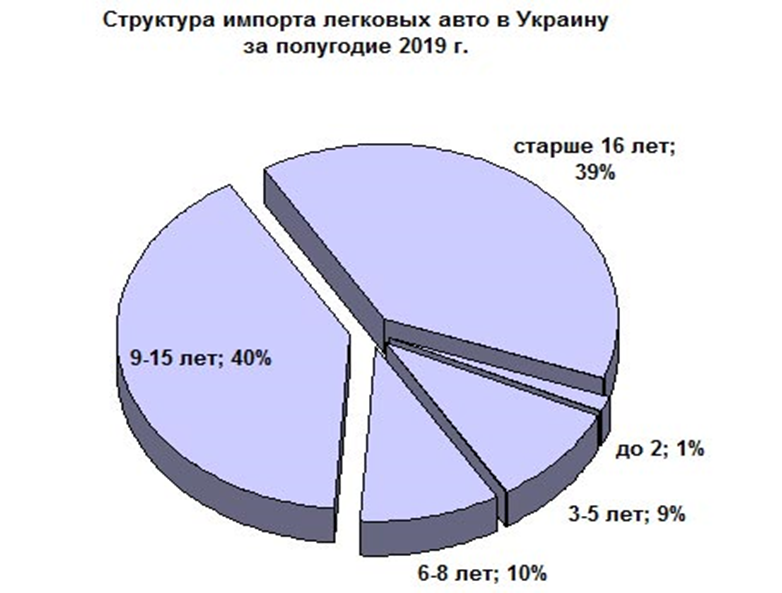 Структура импорта легковых авто в Украину
за полугодие 2019 г.
старше 16 лет;
39%
9-15 лет; 40%
до 2; 1%
3-5 лет; 9%
6-8 лет; 10%